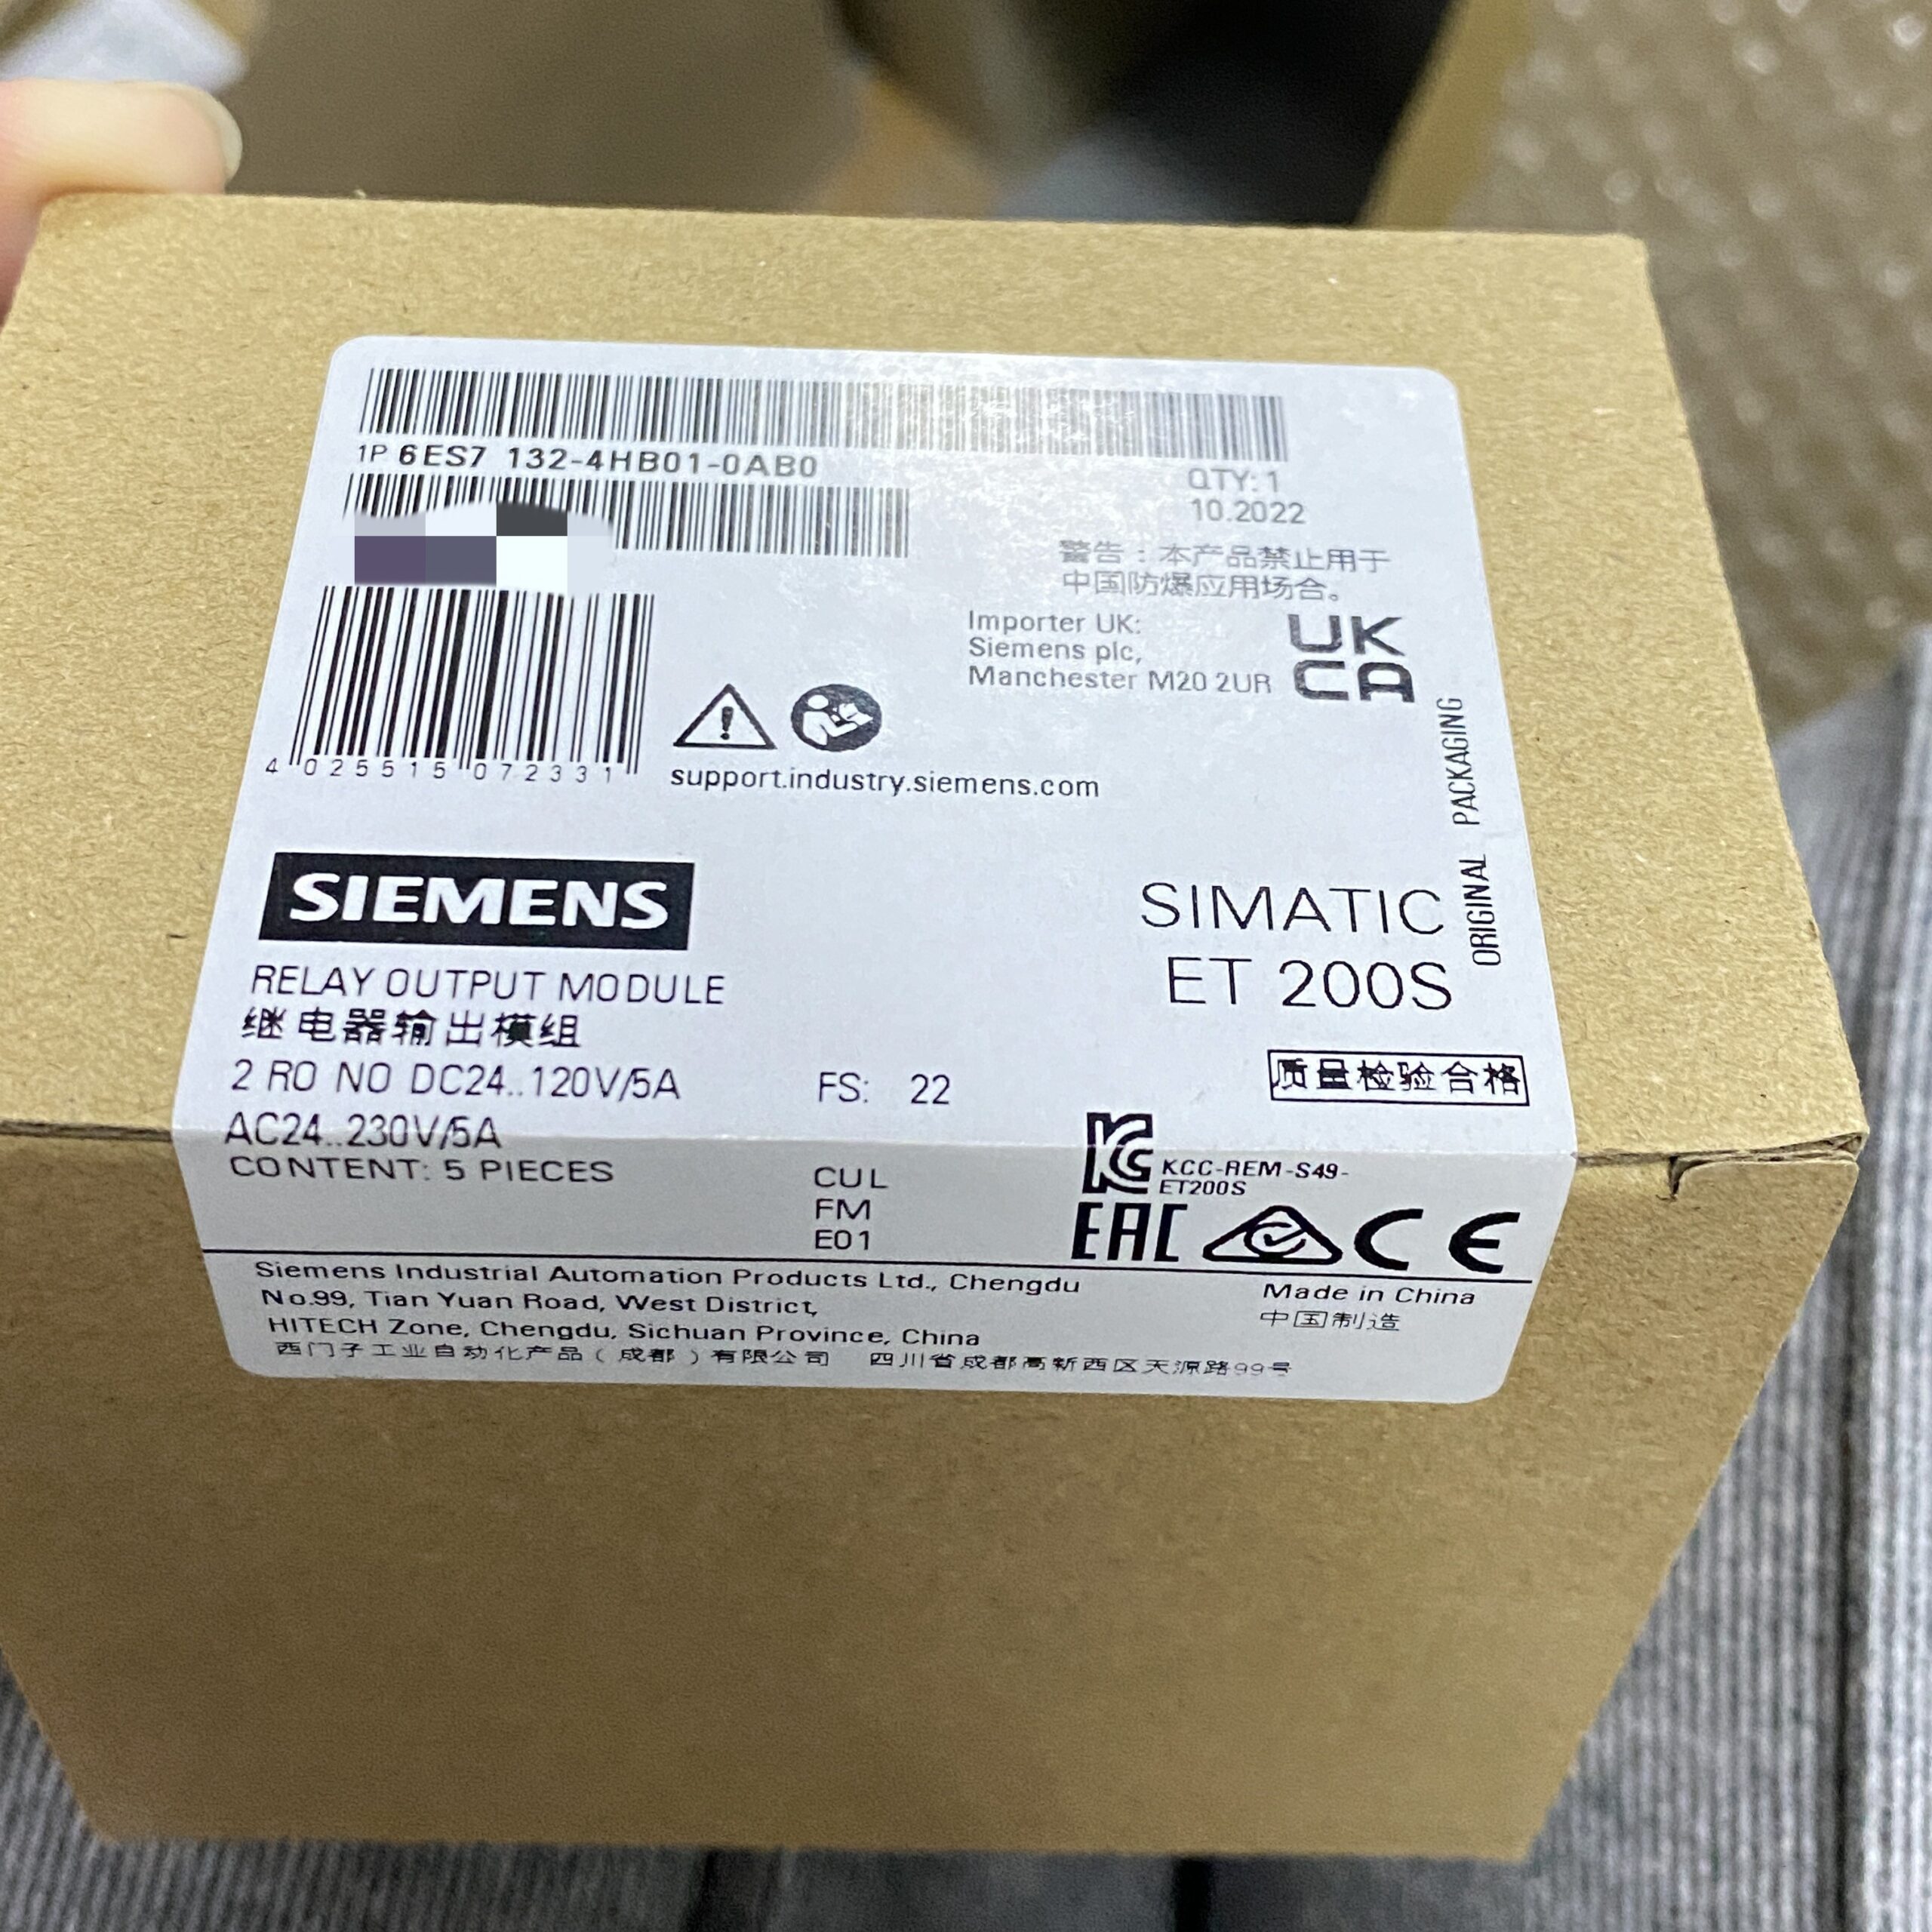 1P 6ES7 132-4HB01-0AB0
QTY: 1
10.2022
警告：本产品禁止用于
中国防爆应用场合。
Importer UK:
Siemens plc,
Manchester M20 2UR
UK
CA
4 025515 072331
support.industry.siemens.com
ORIGINAL PACKAGING
SIEMENS
SIMATIC
ET 200S
RELAY OUTPUT MODULE
继电器输出模组
2 RO NO DC24..120V/5A
FS: 22
质量检验合格
AC24..230V/5A
CONTENT: 5 PIECES
CUL
FM
E01
KCC-REM-S49-
ET200S
EAC
CE
Siemens Industrial Automation Products Ltd., Chengdu
No.99, Tian Yuan Road, West District,
HITECH Zone, Chengdu, Sichuan Province, China
西门子工业自动化产品（成都）有限公司 四川省成都高新西区天源路99号
Made in China
中国制造